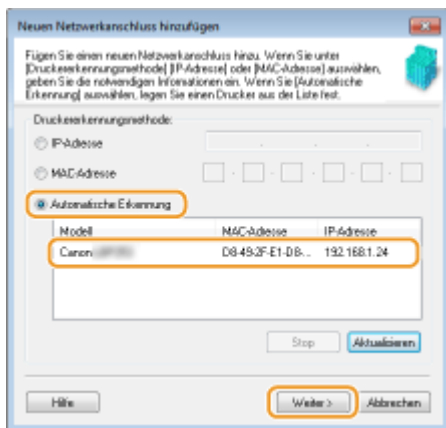 Neuen Netzwerkanschluss hinzufügen
Fügen Sie einen neuen Netzwerkanschluss hinzu. Wenn Sie unter
[Druckererkennungsmethode] [IP-Adresse] oder [MAC-Adresse] auswählen,
geben Sie die notwendigen Infomationen ein. Wenn Sie [Automatische
Erkennung] auswählen, legen Sie einen Drucker aus der Liste fest.
Druckererkennungsmethode:
IP-Adresse
MAC-Adresse
Automatische Erkennung
Modell MAC-Adresse IP-Adresse
Canon D8-49-2F-E1-D8-... 192.168.1.24
Stop Aktualisieren
Hilfe Weiter > Abbrechen